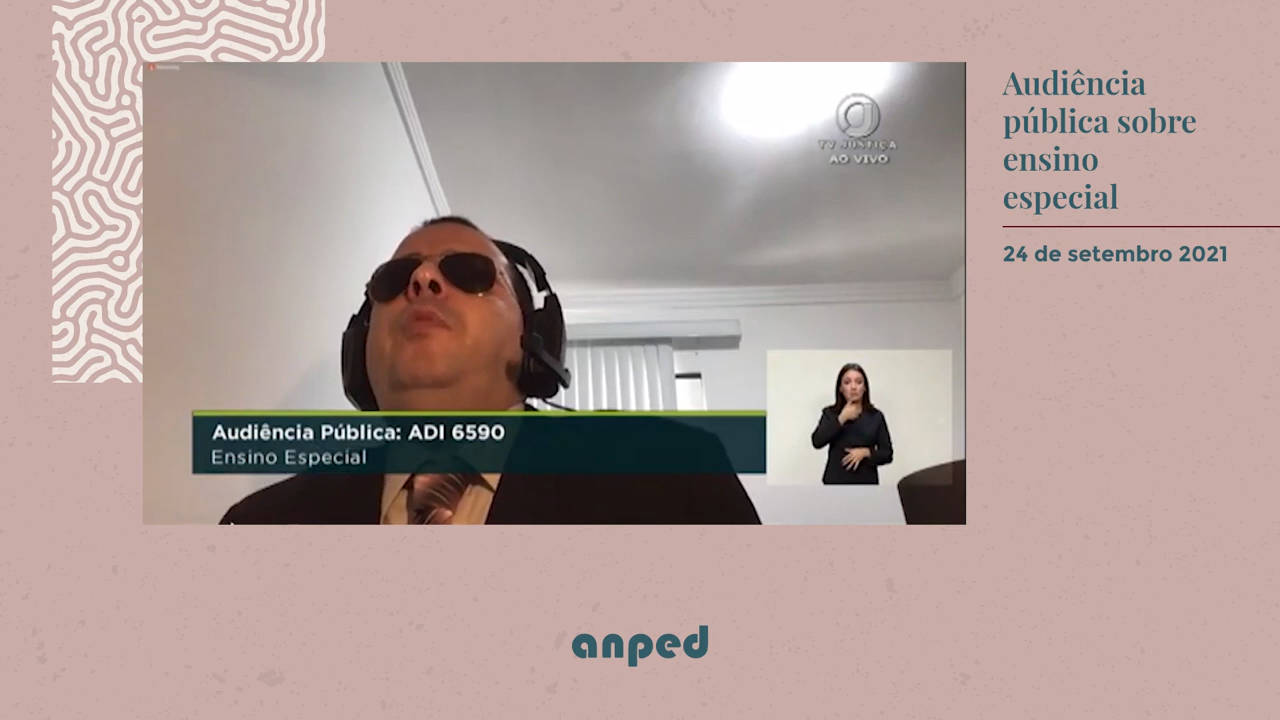 TV JUSTIÇA
AO VIVO
Audiência Pública: ADI 6590
Ensino Especial
Audiência
pública sobre
ensino
especial
24 de setembro 2021
anped